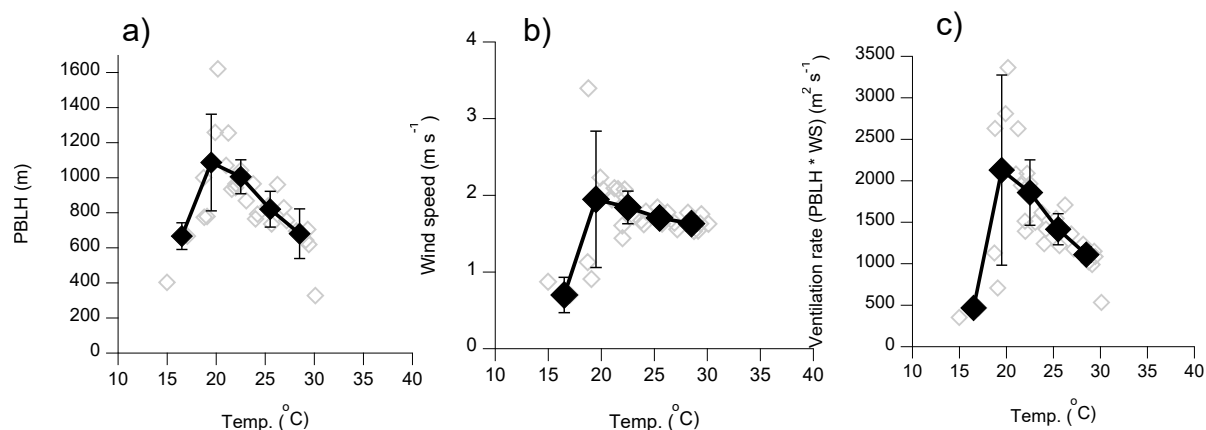 a)
PBLH (m)
1600
1400
1200
1000
800
600
400
200
0
10 15 20 25 30 35 40
Temp. (°C)
b)
Wind speed (m s⁻¹)
4
3
2
1
0
10 15 20 25 30 35 40
Temp. (°C)
c)
Ventilation rate (PBLH * WS) (m² s⁻¹)
3500
3000
2500
2000
1500
1000
500
0
10 15 20 25 30 35 40
Temp. (°C)